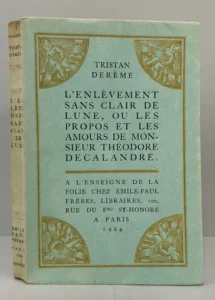 TRISTAN
DERÈME
L'ENLÈVEMENT
SANS CLAIR DE
LUNE, OU LES
PROPOS ET LES
AMOURS DE MON-
SIEUR THÉODORE
DECALANDRE.
A L'ENSEIGNE DE LA
FOLIE CHEZ EMILE-PAUL
FRÈRES, LIBRAIRES, 100,
RUE DU FBG ST-HONORÉ
A PARIS
1924